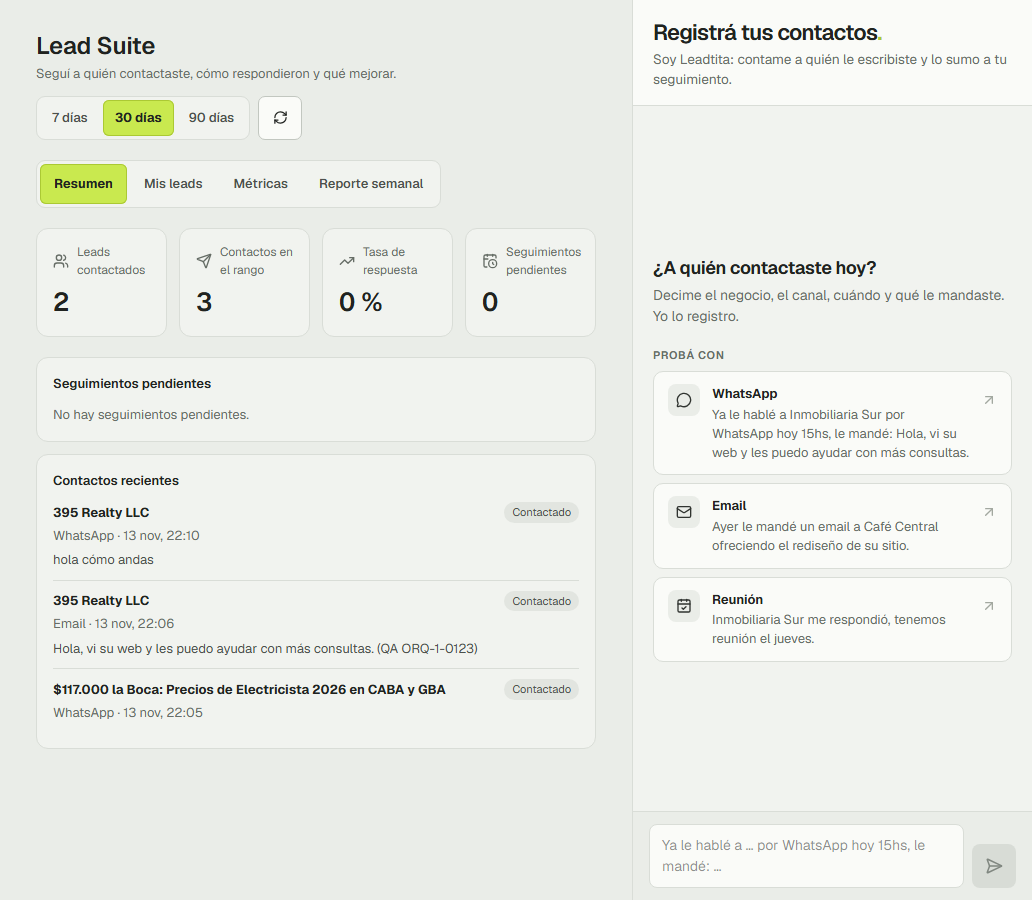 Lead Suite
Seguí a quién contactaste, cómo respondieron y qué mejorar.
7 días
30 días
90 días
Resumen
Mis leads
Métricas
Reporte semanal
Leads
contactados
2
Contactos en
el rango
3
Tasa de
respuesta
0 %
Seguimientos
pendientes
0
Seguimientos pendientes
No hay seguimientos pendientes.
Contactos recientes
395 Realty LLC
Contactado
WhatsApp · 13 nov, 22:10
hola cómo andas
395 Realty LLC
Contactado
Email · 13 nov, 22:06
Hola, vi su web y les puedo ayudar con más consultas. (QA ORQ-1-0123)
$117.000 la Boca: Precios de Electricista 2026 en CABA y GBA
Contactado
WhatsApp · 13 nov, 22:05
Registrá tus contactos.
Soy Leadtita: contame a quién le escribiste y lo sumo a tu
seguimiento.
¿A quién contactaste hoy?
Decime el negocio, el canal, cuándo y qué le mandaste.
Yo lo registro.
PROBÁ CON
WhatsApp
Ya le hablé a Inmobiliaria Sur por
WhatsApp hoy 15hs, le mandé: Hola, vi su
web y les puedo ayudar con más consultas.
Email
Ayer le mandé un email a Café Central
ofreciendo el rediseño de su sitio.
Reunión
Inmobiliaria Sur me respondió, tenemos
reunión el jueves.
Ya le hablé a … por WhatsApp hoy 15hs, le
mandé: …